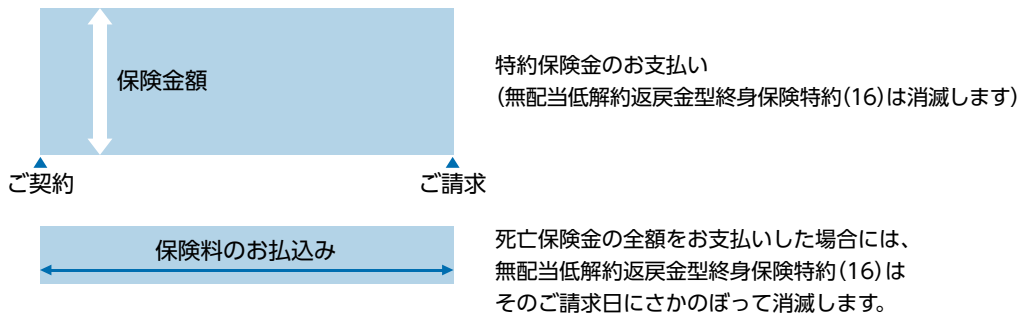 保険金額
特約保険金のお支払い
(無配当低解約返戻金型終身保険特約(16)は消滅します)
ご契約
ご請求
保険料のお払込み
死亡保険金の全額をお支払いした場合には、
無配当低解約返戻金型終身保険特約(16)は
そのご請求日にさかのぼって消滅します。